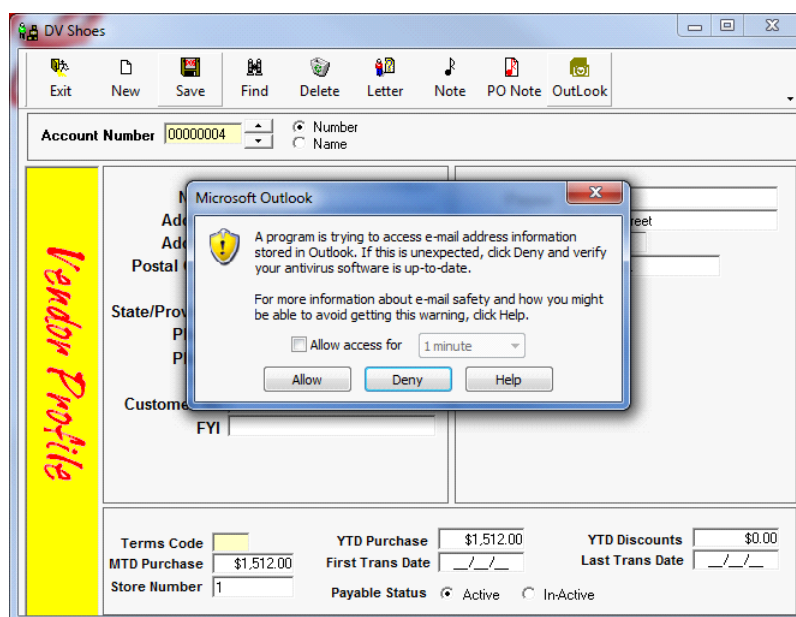 DV Shoes
Exit New Save Find Delete Letter Note PO Note OutLook
Account Number 00000004 Number
Name
Microsoft Outlook
A program is trying to access e-mail address information
stored in Outlook. If this is unexpected, click Deny and verify
your antivirus software is up-to-date.
For more information about e-mail safety and how you might
be able to avoid getting this warning, click Help.
Allow access for 1 minute
Allow Deny Help
Vendor Profile
Postal
State/Prov
Custome
FYI
Terms Code YTD Purchase $1,512.00 YTD Discounts $0.00
MTD Purchase $1,512.00 First Trans Date __/__/__ Last Trans Date __/__/__
Store Number 1 Payable Status Active In-Active